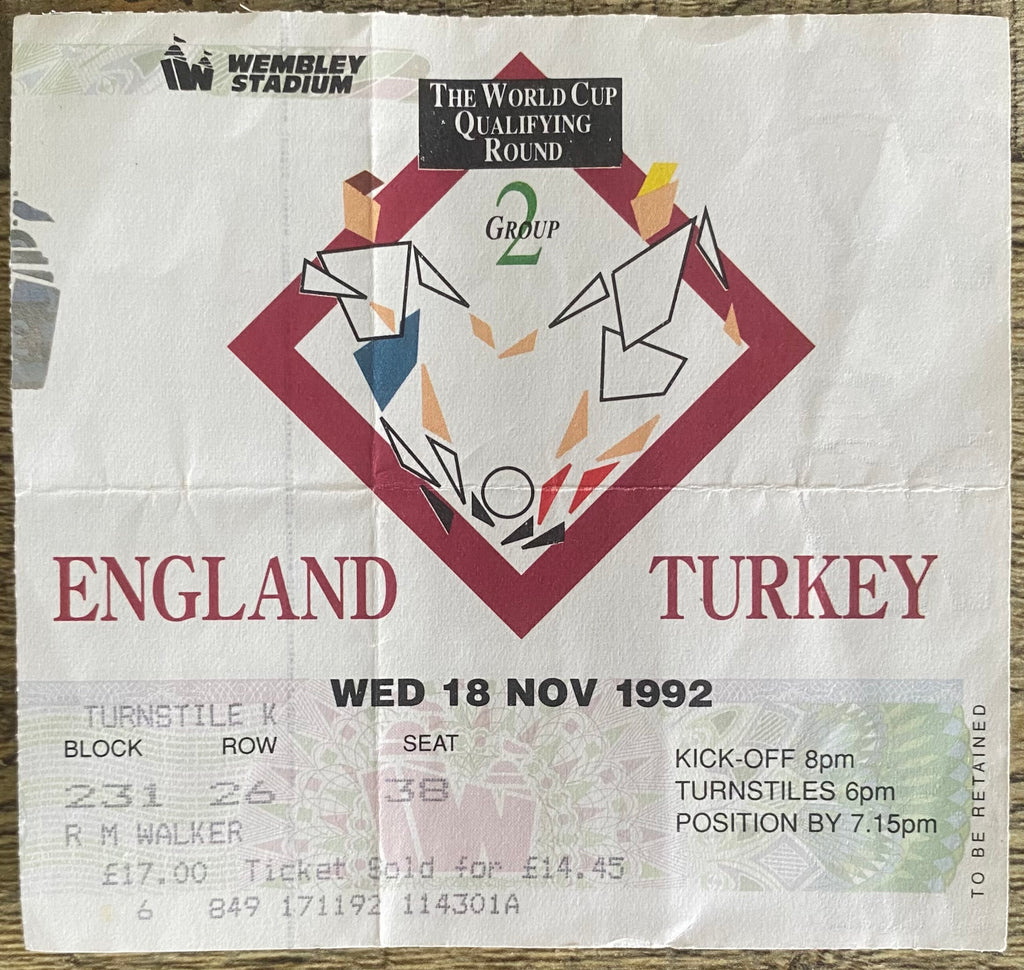 WEMBLEY
STADIUM
THE WORLD CUP
QUALIFYING
ROUND
GROUP 2
ENGLAND TURKEY
WED 18 NOV 1992
TURNSTILE K
BLOCK ROW SEAT
231 26 38
R M WALKER
£17.00 Ticket Sold for £14.45
6 849 171192 114301A
KICK-OFF 8pm
TURNSTILES 6pm
POSITION BY 7.15pm
TO BE RETAINED